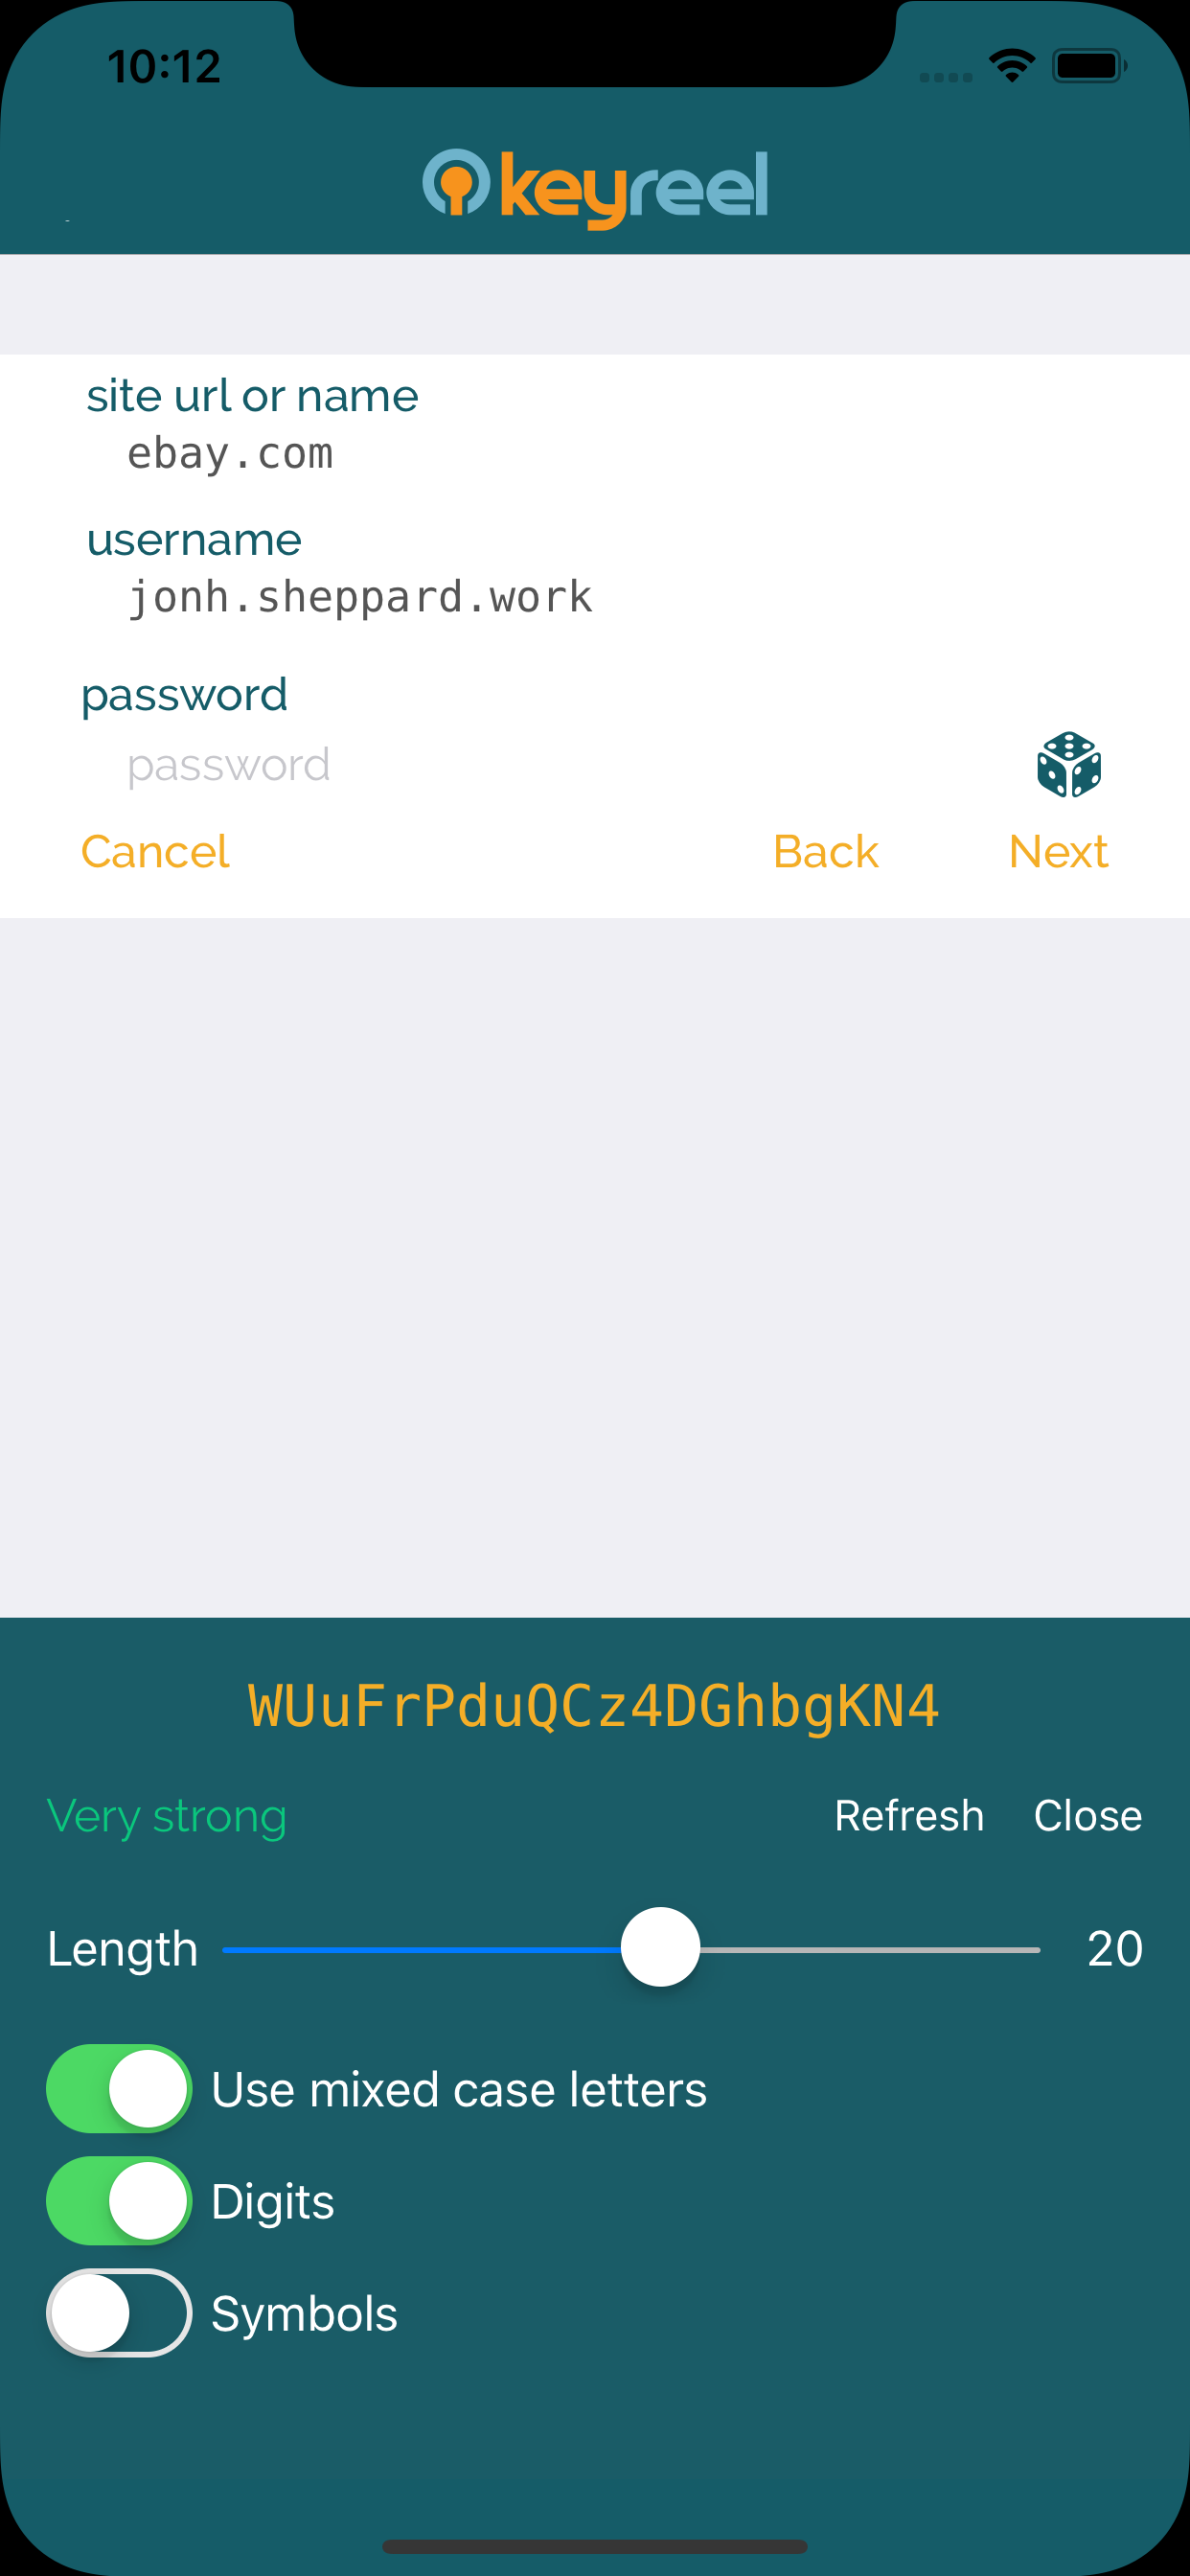 10:12
keyreel
site url or name
ebay.com
username
jonh.sheppard.work
password
password
Cancel Back Next
WUuFrPduQCz4DGhbgKN4
Very strong Refresh Close
Length 20
Use mixed case letters
Digits
Symbols